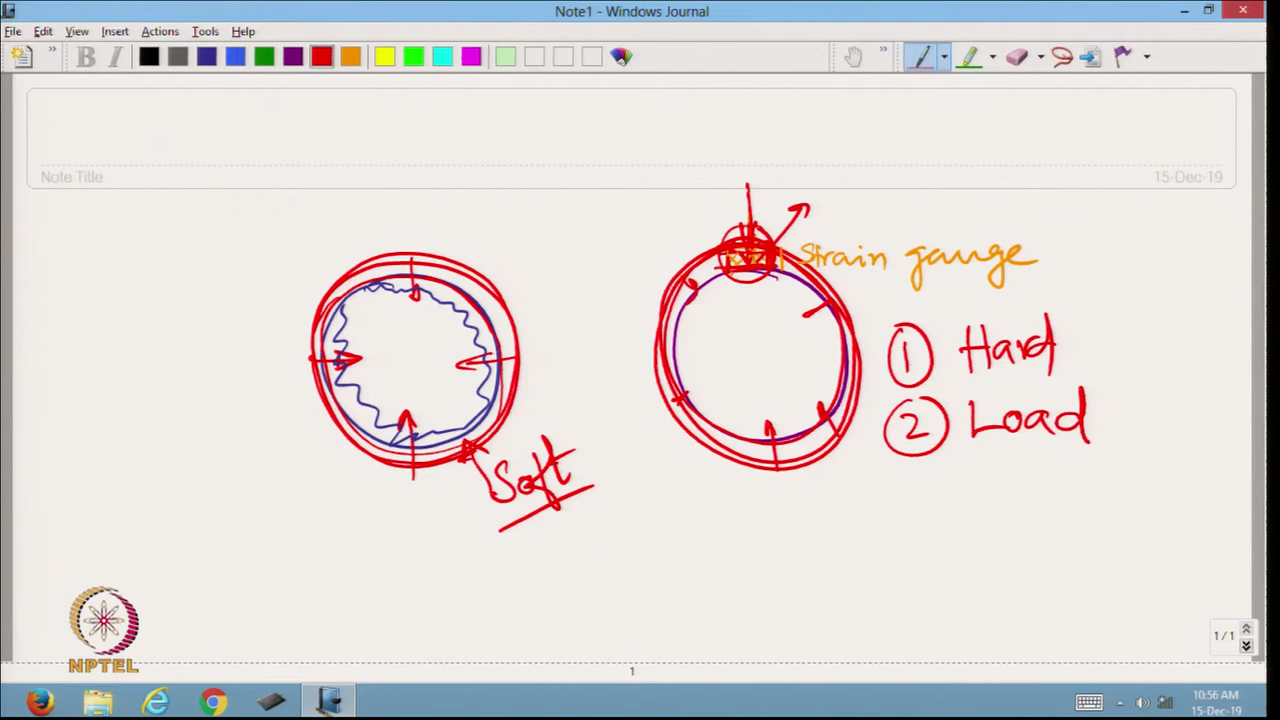 Note1 - Windows Journal
File Edit View Insert Actions Tools Help
B I
Note Title 15-Dec-19
Strain gauge
① Hard
② Load
Soft
NPTEL
1 / 1
1
10:56 AM
15-Dec-19